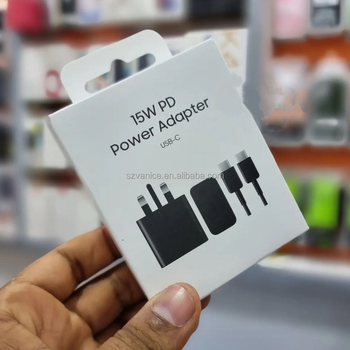 15W PD
Power Adapter
USB-C
szvanice.en.alibaba.com